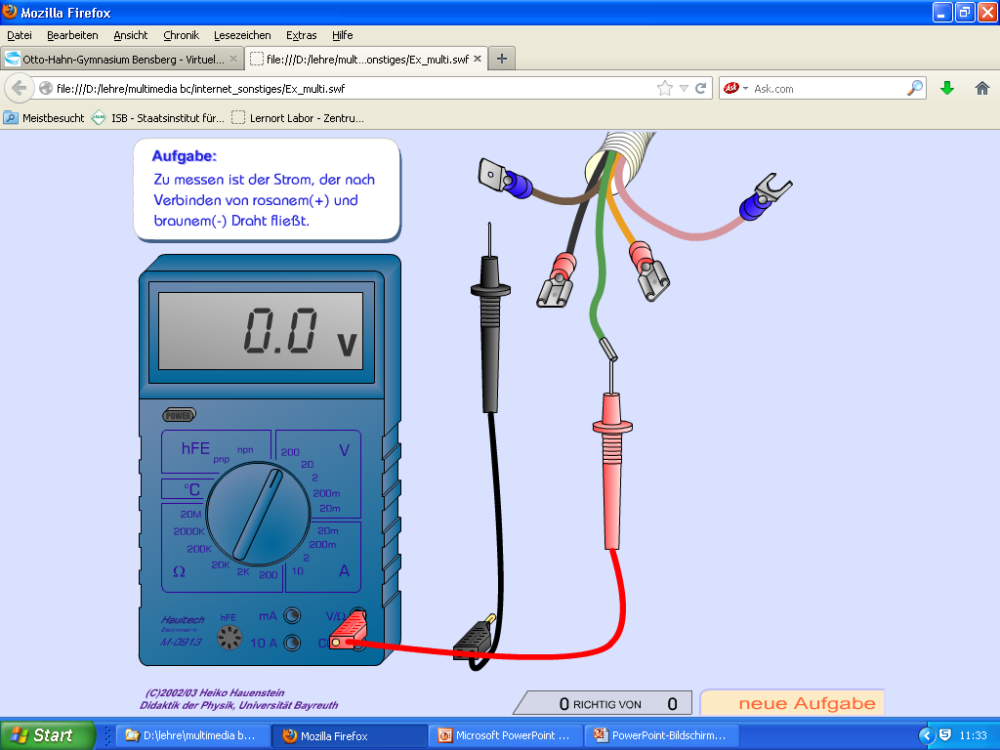 Mozilla Firefox
Datei Bearbeiten Ansicht Chronik Lesezeichen Extras Hilfe
Otto-Hahn-Gymnasium Bensberg - Virtuel...
file:///D:/lehre/mult...onstiges/Ex_multi.swf
file:///D:/lehre/multimedia bc/internet_sonstiges/Ex_multi.swf
Ask
Ask.com
Meistbesucht
ISB - Staatsinstitut für...
Lernort Labor - Zentru...
Aufgabe:
Zu messen ist der Strom, der nach
Verbinden von rosanem(+) und
braunem(-) Draht fließt.
0.0 V
POWER
hFE pnp npn
200 V
20
2
200m
20m
°C
20M
2000K
200K
20K
2K
200
Ω
20m
200m
2
10
A
Hauitech
M-0913
hFE
mA
10 A
V/Ω
(C)2002/03 Heiko Hauenstein
Didaktik der Physik, Universität Bayreuth
0 RICHTIG VON 0
neue Aufgabe
Start
D:\lehre\multimedia b...
Mozilla Firefox
Microsoft PowerPoint ...
PowerPoint-Bildschirm...
11:33